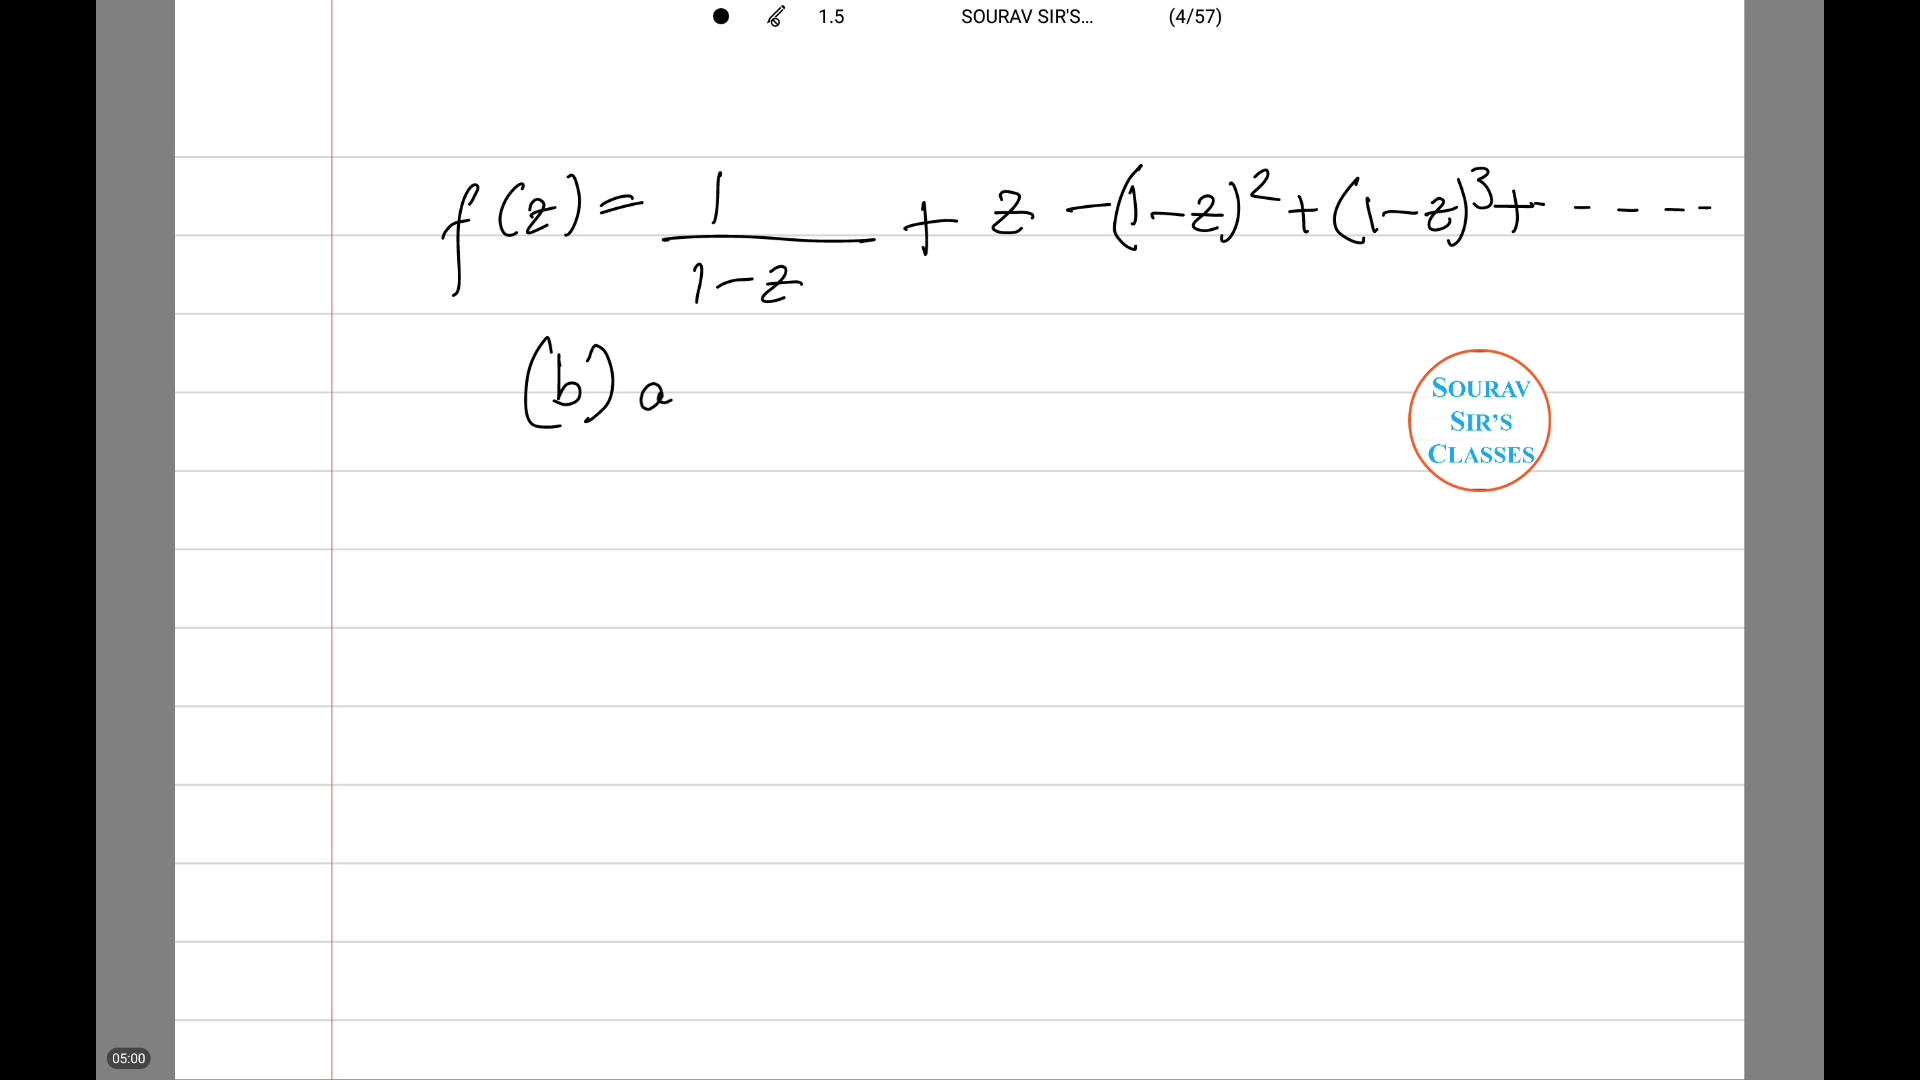 1.5 SOURAV SIR'S... (4/57)
f(z) = 1/(1-z) + z -(1-z)^2 + (1-z)^3 + - - - - -
(b) a
SOURAV
SIR'S
CLASSES
05:00